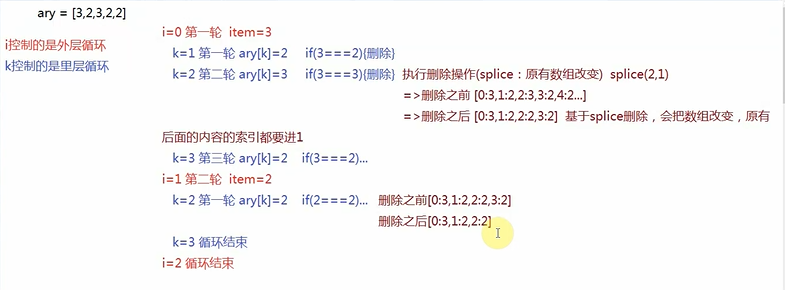 ary = [3,2,3,2,2]
i控制的是外层循环
k控制的是里层循环
i=0 第一轮 item=3
k=1 第一轮 ary[k]=2 if(3===2){删除}
k=2 第二轮 ary[k]=3 if(3===3){删除} 执行删除操作(splice：原有数组改变) splice(2,1)
=>删除之前 [0:3,1:2,2:3,3:2,4:2...]
=>删除之后 [0:3,1:2,2:2,3:2] 基于splice删除，会把数组改变，原有
后面的内容的索引都要进1
k=3 第三轮 ary[k]=2 if(3===2)...
i=1 第二轮 item=2
k=2 第一轮 ary[k]=2 if(2===2)... 删除之前[0:3,1:2,2:2,3:2]
删除之后[0:3,1:2,2:2]
k=3 循环结束
i=2 循环结束